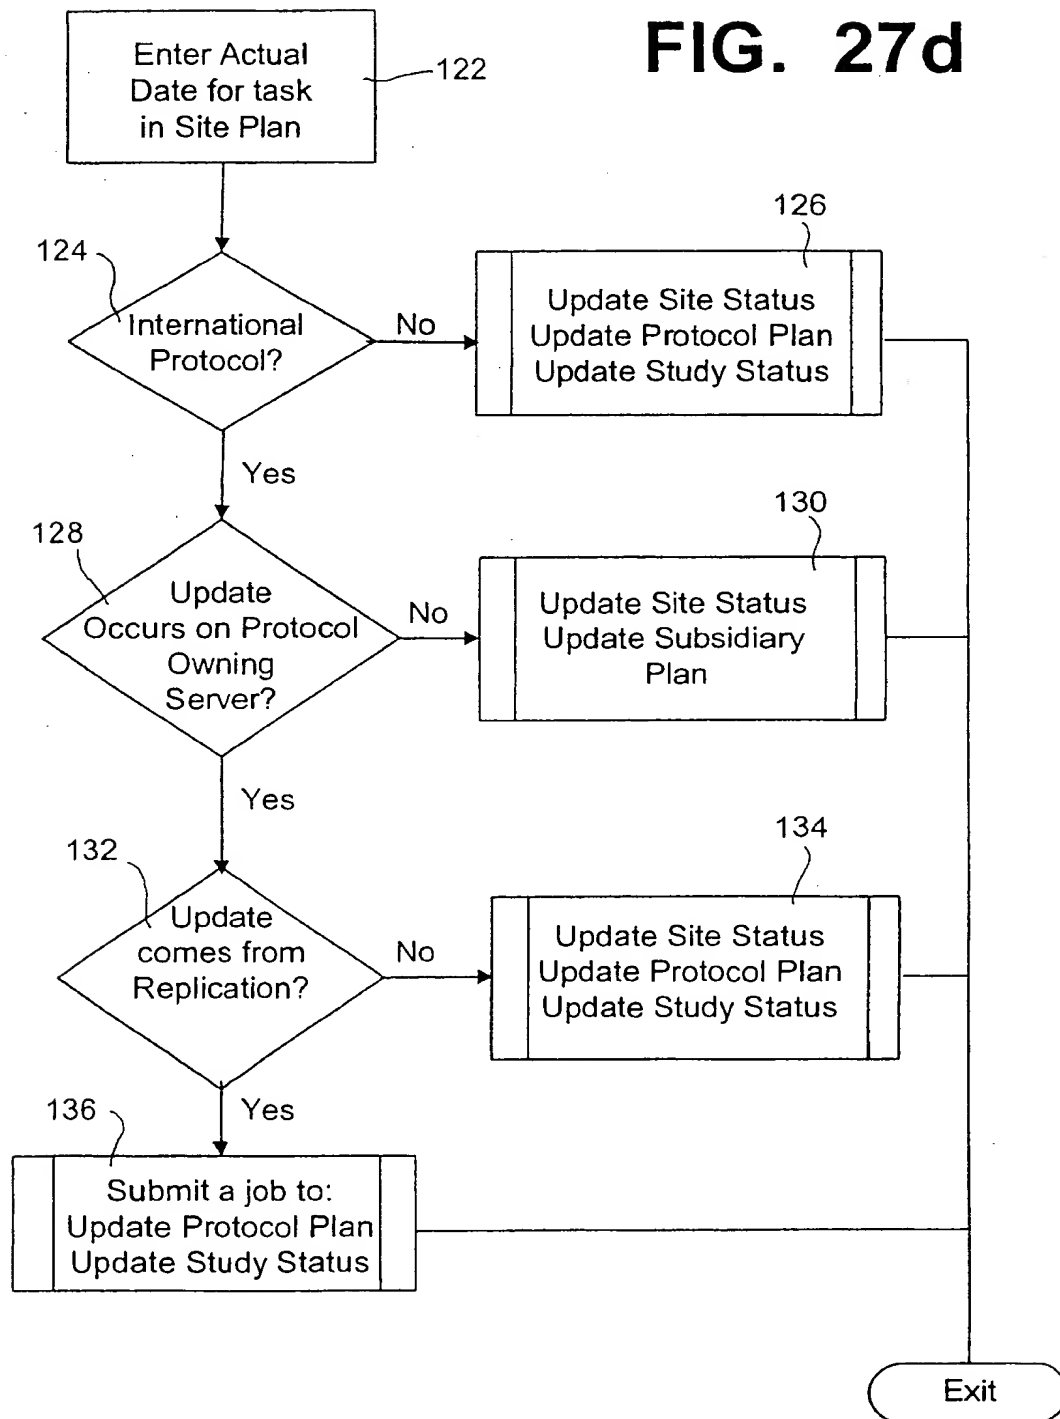 FIG. 27d
Enter Actual
Date for task
in Site Plan
122
124
International
Protocol?
No
126
Update Site Status
Update Protocol Plan
Update Study Status
Yes
128
Update
Occurs on Protocol
Owning
Server?
No
130
Update Site Status
Update Subsidiary
Plan
Yes
132
Update
comes from
Replication?
No
134
Update Site Status
Update Protocol Plan
Update Study Status
Yes
136
Submit a job to:
Update Protocol Plan
Update Study Status
Exit